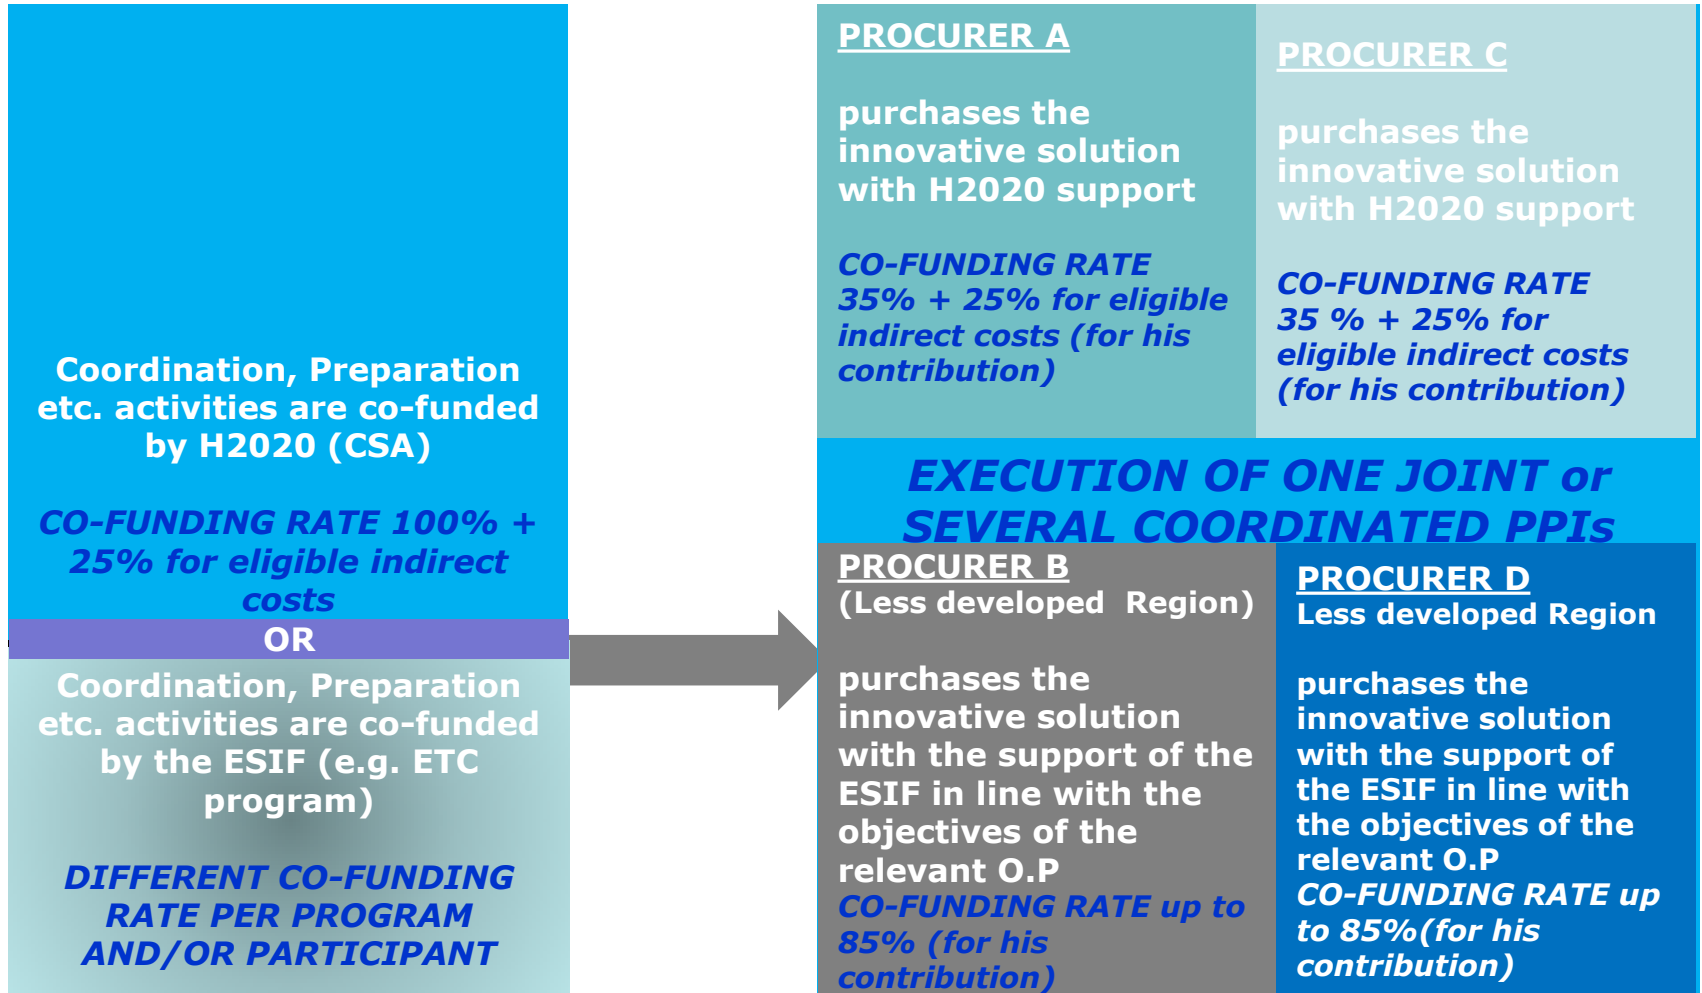 Coordination, Preparation
etc. activities are co-funded
by H2020 (CSA)
CO-FUNDING RATE 100% +
25% for eligible indirect
costs
OR
Coordination, Preparation
etc. activities are co-funded
by the ESIF (e.g. ETC
program)
DIFFERENT CO-FUNDING
RATE PER PROGRAM
AND/OR PARTICIPANT
PROCURER A
purchases the
innovative solution
with H2020 support
CO-FUNDING RATE
35% + 25% for eligible
indirect costs (for his
contribution)
PROCURER C
purchases the
innovative solution
with H2020 support
CO-FUNDING RATE
35 % + 25% for
eligible indirect costs
(for his contribution)
EXECUTION OF ONE JOINT or
SEVERAL COORDINATED PPIs
PROCURER B
(Less developed  Region)
purchases the
innovative solution
with the support of the
ESIF in line with the
objectives of the
relevant O.P
CO-FUNDING RATE up to
85% (for his
contribution)
PROCURER D
Less developed Region
purchases the
innovative solution
with the support of
the ESIF in line with
the objectives of the
relevant O.P
CO-FUNDING RATE up
to 85%(for his
contribution)